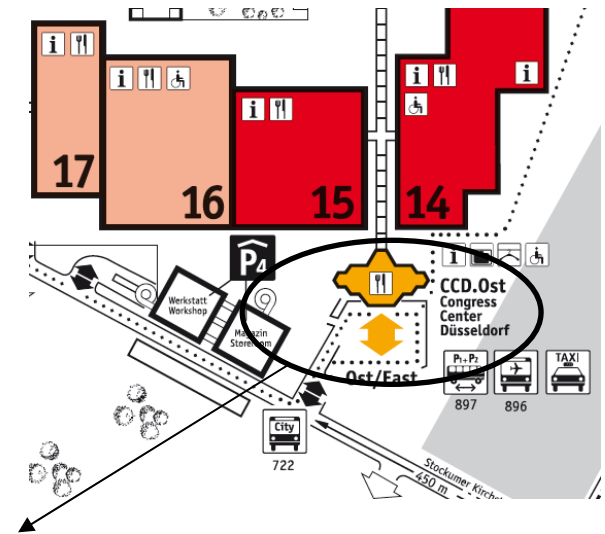 17
16
15
14
i
i
i
i
i
i
P4
Werkstatt
Workshop
Magazin
Storeroom
CCD.Ost
Congress
Center
Düsseldorf
Ost/East
P1+P2
TAXI
897
896
City
722
Stockumer
450 m